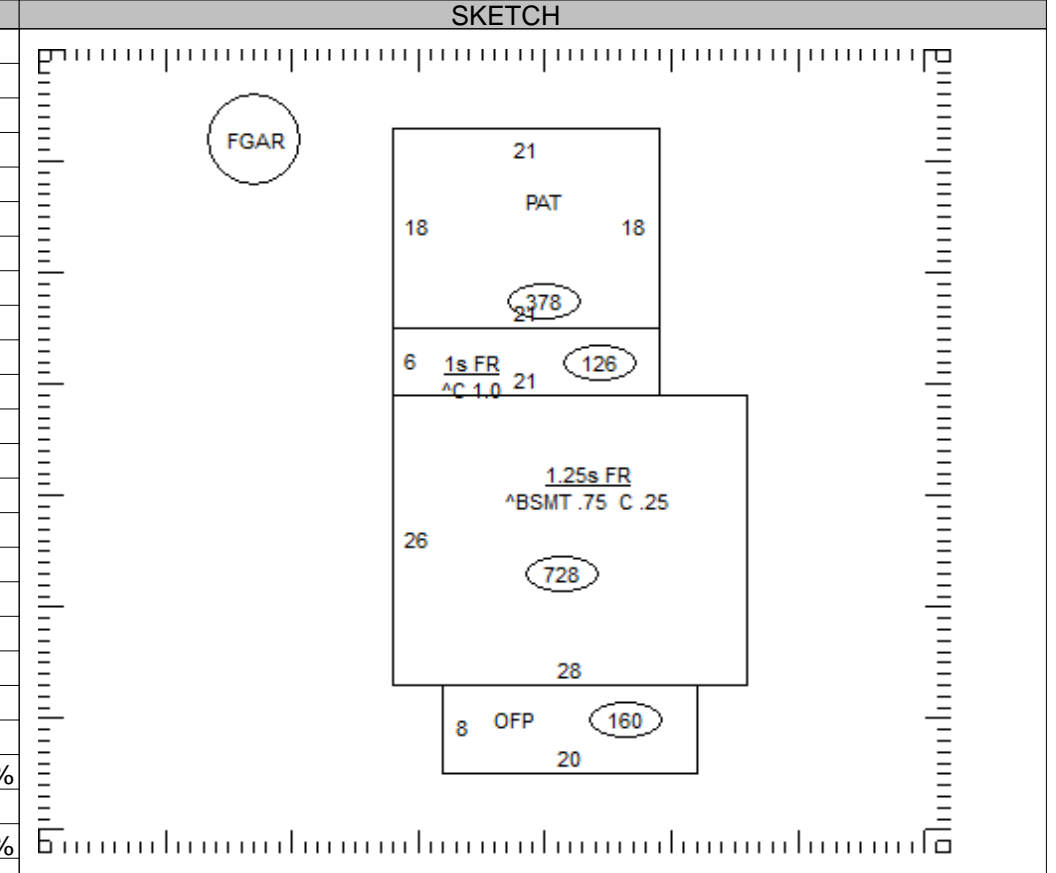 SKETCH
FGAR
21
PAT
18 18
378
21
6 1s FR 126
^C 1.0 21
1.25s FR
^BSMT .75 C .25
26
728
28
8 OFP 160
20
%
%